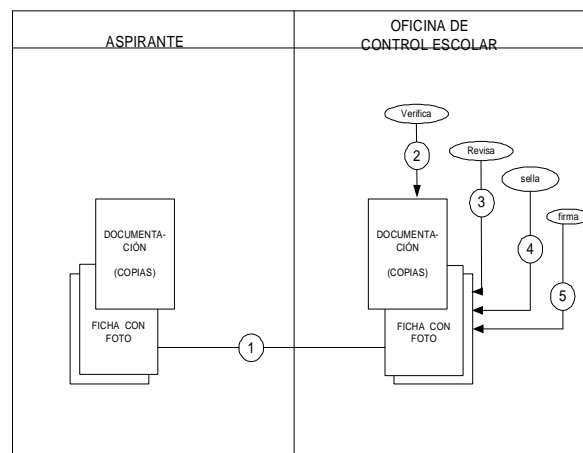 ASPIRANTE
OFICINA DE
CONTROL ESCOLAR
Verifica
2
Revisa
3
sella
4
firma
5
DOCUMENTA-
CIÓN
(COPIAS)
FICHA CON
FOTO
1
DOCUMENTA-
CIÓN
(COPIAS)
FICHA CON
FOTO